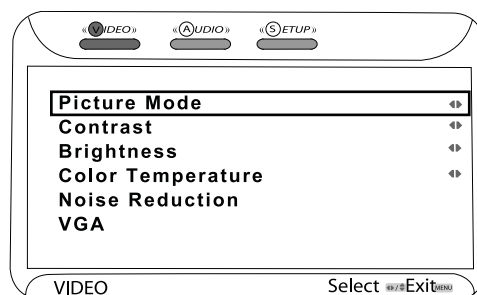 «VIDEO» «AUDIO» «SETUP»
Picture Mode
Contrast
Brightness
Color Temperature
Noise Reduction
VGA
VIDEO Select Exit MENU